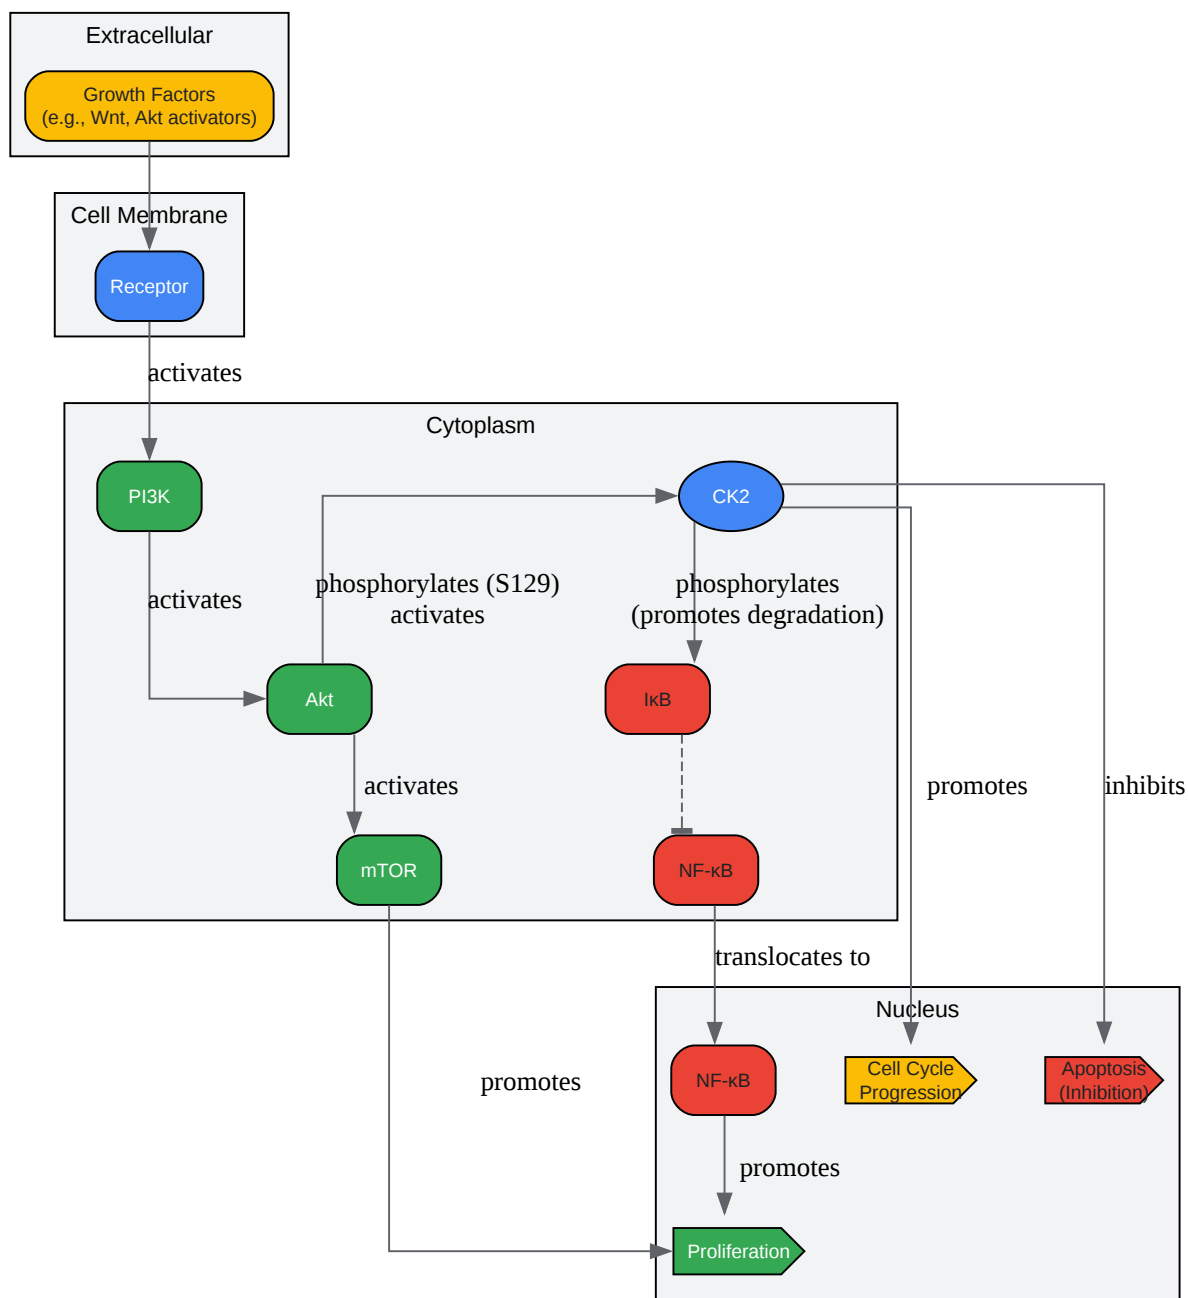 Extracellular
Growth Factors
(e.g., Wnt, Akt activators)
Cell Membrane
Receptor
activates
Cytoplasm
PI3K
CK2
activates
phosphorylates (S129)
activates
phosphorylates
(promotes degradation)
Akt
IκB
activates
promotes
inhibits
mTOR
NF-κB
translocates to
Nucleus
NF-κB
Cell Cycle
Progression
Apoptosis
(Inhibition)
promotes
promotes
Proliferation